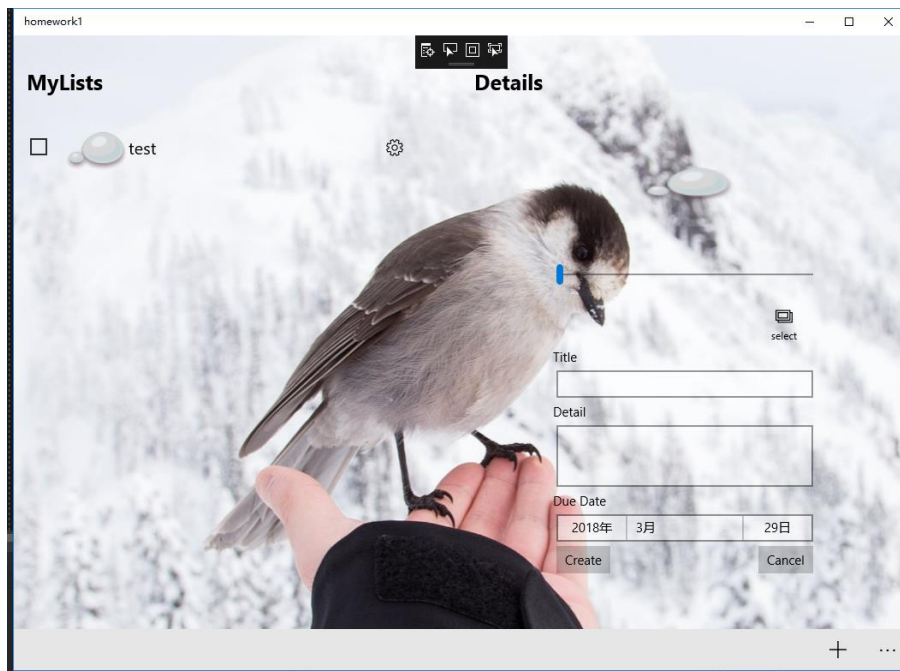 homework1
MyLists
Details
test
select
Title
Detail
Due Date
2018年 3月 29日
Create Cancel